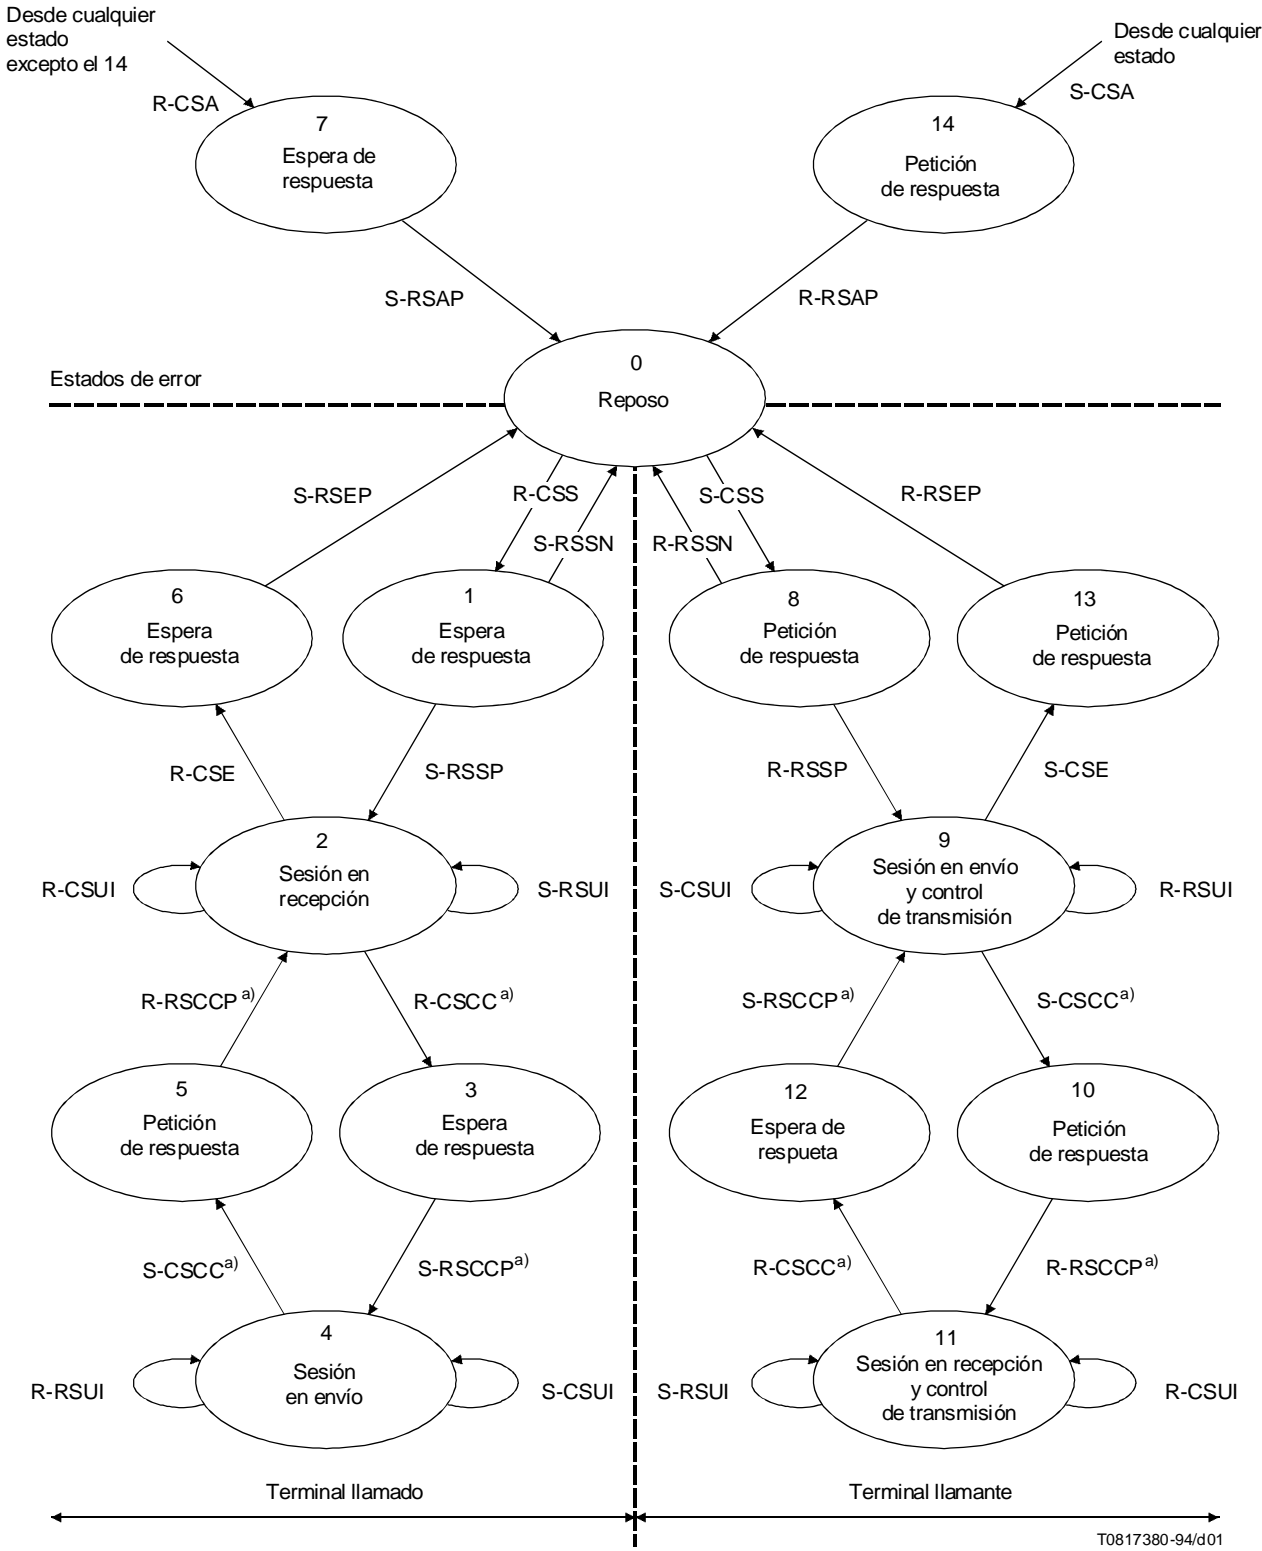 Desde cualquier
estado
excepto el 14
Desde cualquier
estado
R-CSA
S-CSA
7
Espera de
respuesta
14
Petición
de respuesta
S-RSAP
R-RSAP
0
Reposo
Estados de error
S-RSEP
R-CSS
S-CSS
R-RSEP
S-RSSN
R-RSSN
6
Espera
de respuesta
1
Espera
de respuesta
8
Petición
de respuesta
13
Petición
de respuesta
R-CSE
S-RSSP
R-RSSP
S-CSE
2
Sesión en
recepción
R-CSUI
S-RSUI
9
Sesión en envío
y control
de transmisión
S-CSUI
R-RSUI
R-RSCCP a)
R-CSCC a)
S-RSCCP a)
S-CSCC a)
5
Petición
de respuesta
3
Espera
de respuesta
12
Espera de
respueta
10
Petición
de respuesta
S-CSCC a)
S-RSCCP a)
R-CSCC a)
R-RSCCP a)
4
Sesión
en envío
R-RSUI
S-CSUI
11
Sesión en recepción
y control
de transmisión
S-RSUI
R-CSUI
Terminal llamado
Terminal llamante
T0817380-94/d01